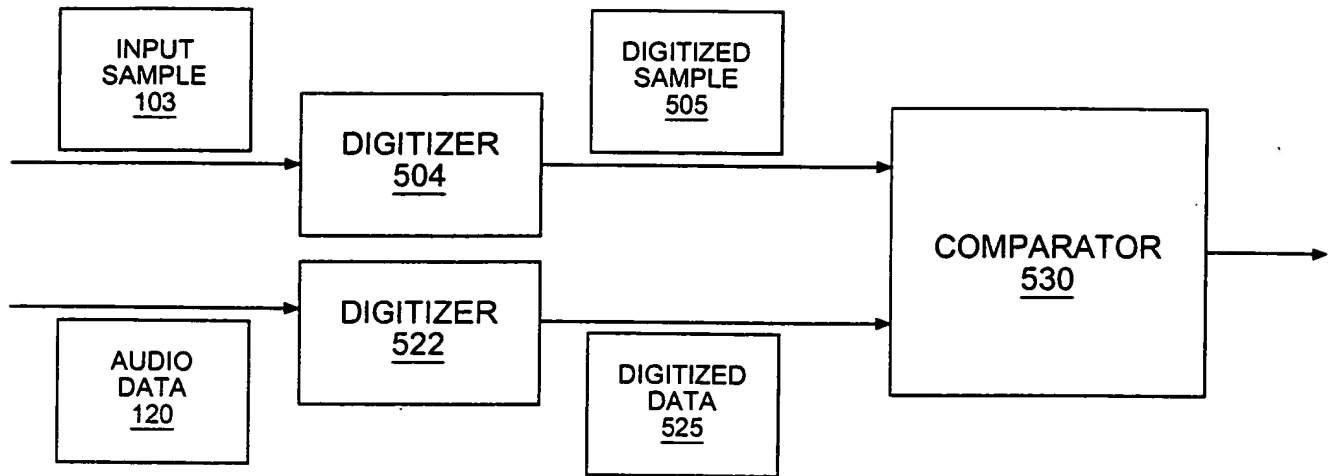 INPUT
SAMPLE
103
DIGITIZER
504
DIGITIZED
SAMPLE
505
COMPARATOR
530
AUDIO
DATA
120
DIGITIZER
522
DIGITIZED
DATA
525